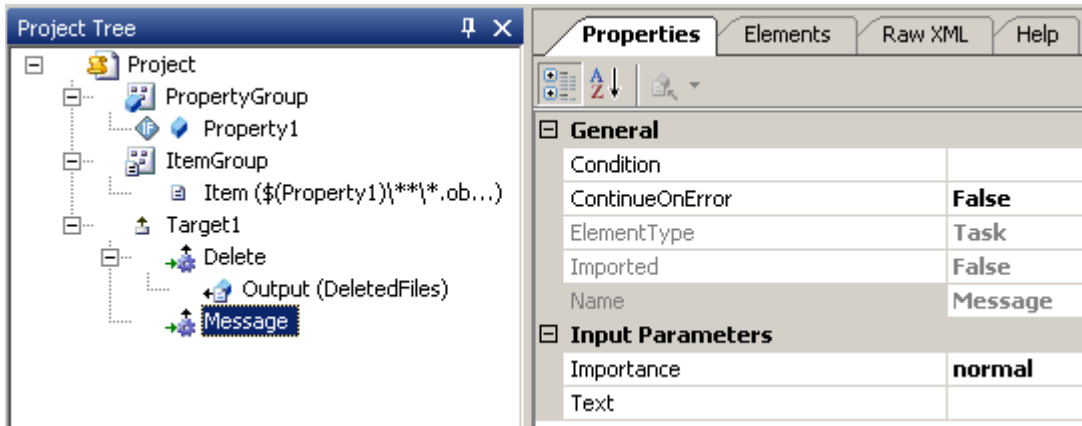 Project Tree
Project
PropertyGroup
IF Property1
ItemGroup
Item ($(Property1)\**\*.ob...)
Target1
Delete
Output (DeletedFiles)
Message
Properties Elements Raw XML Help
General
Condition
ContinueOnError False
ElementType Task
Imported False
Name Message
Input Parameters
Importance normal
Text